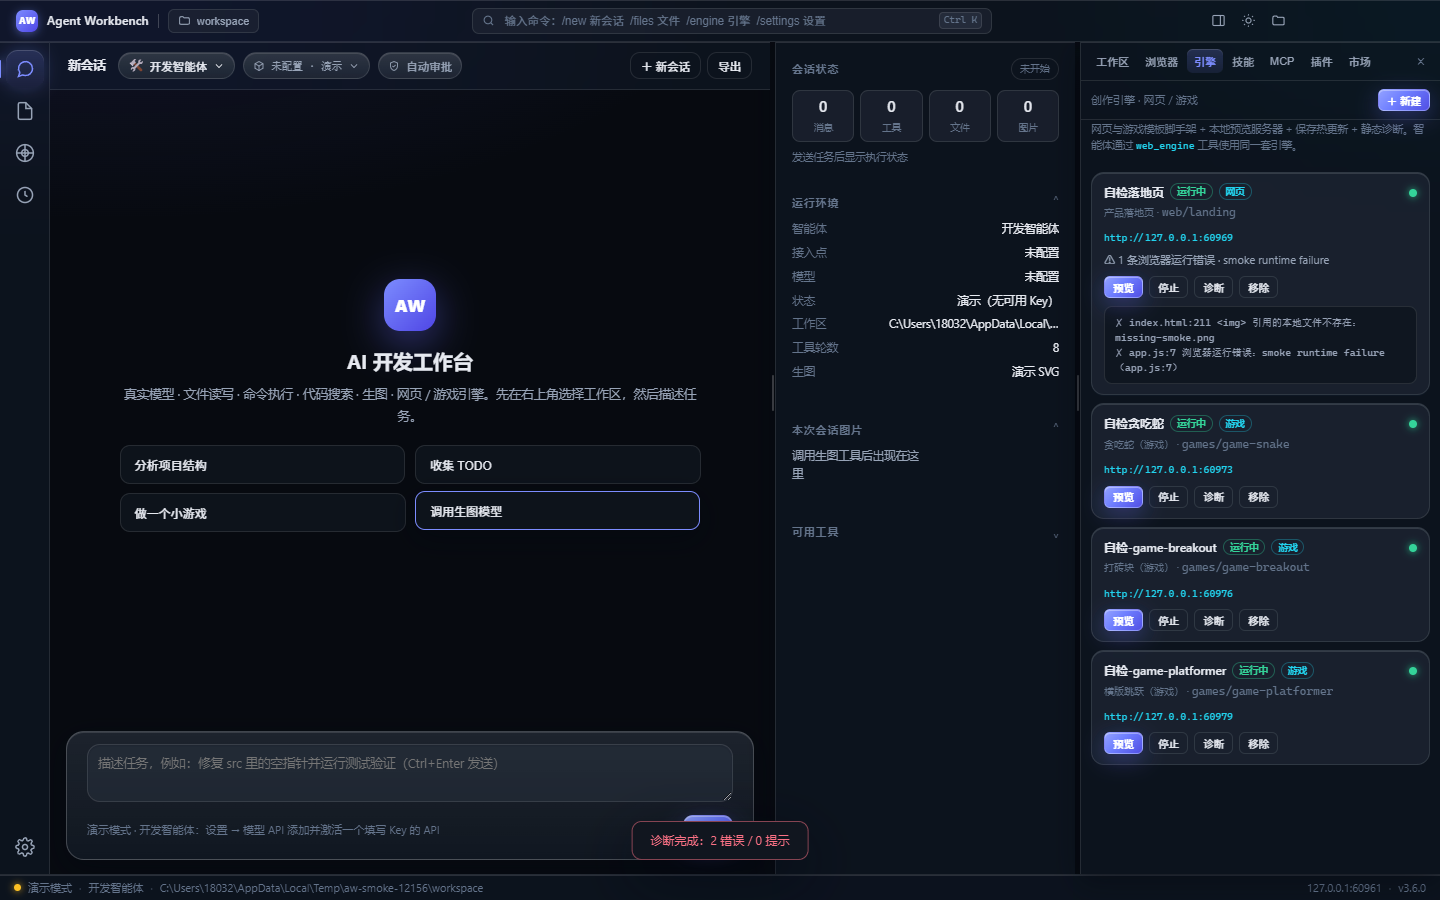 AW Agent Workbench workspace
输入命令：/new 新会话 /files 文件 /engine 引擎 /settings 设置 Ctrl K
新会话 开发智能体 未配置 · 演示 自动审批 + 新会话 导出
AW
AI 开发工作台
真实模型 · 文件读写 · 命令执行 · 代码搜索 · 生图 · 网页 / 游戏引擎。先在右上角选择工作区，然后描述任
务。
分析项目结构 收集 TODO
做一个小游戏 调用生图模型
描述任务，例如：修复 src 里的空指针并运行测试验证（Ctrl+Enter 发送）
演示模式 · 开发智能体：设置 → 模型 API 添加并激活一个填写 Key 的 API
诊断完成：2 错误 / 0 提示
会话状态 未开始
0 0 0 0
消息 工具 文件 图片
发送任务后显示执行状态
运行环境
智能体 开发智能体
接入点 未配置
模型 未配置
状态 演示（无可用 Key）
工作区 C:\Users\18032\AppData\Local\...
工具轮数 8
生图 演示 SVG
本次会话图片
调用生图工具后出现在这
里
可用工具
工作区 浏览器 引擎 技能 MCP 插件 市场 ×
创作引擎 · 网页 / 游戏 + 新建
网页与游戏模板脚手架 + 本地预览服务器 + 保存热更新 + 静态诊断。智
能体通过 web_engine 工具使用同一套引擎。
自检落地页 运行中 网页
产品落地页 · web/landing
http://127.0.0.1:60969
⚠ 1 条浏览器运行错误 · smoke runtime failure
预览 停止 诊断 移除
✗ index.html:211 <img> 引用的本地文件不存在：
missing-smoke.png
✗ app.js:7 浏览器运行错误：smoke runtime failure
（app.js:7）
自检贪吃蛇 运行中 游戏
贪吃蛇（游戏） · games/game-snake
http://127.0.0.1:60973
预览 停止 诊断 移除
自检-game-breakout 运行中 游戏
打砖块（游戏） · games/game-breakout
http://127.0.0.1:60976
预览 停止 诊断 移除
自检-game-platformer 运行中 游戏
横版跳跃（游戏） · games/game-platformer
http://127.0.0.1:60979
预览 停止 诊断 移除
演示模式 · 开发智能体 · C:\Users\18032\AppData\Local\Temp\aw-smoke-12156\workspace 127.0.0.1:60961 · v3.6.0